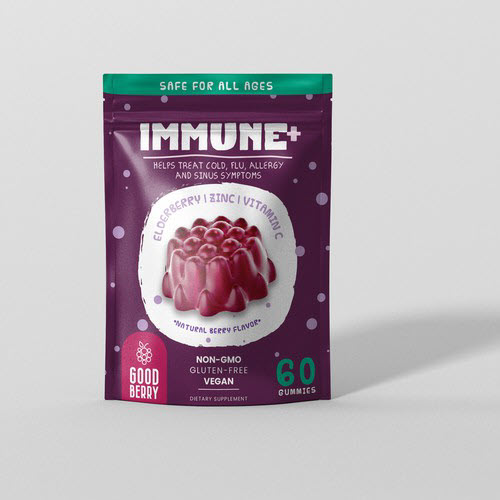 SAFE FOR ALL AGES
IMMUNE+
HELPS TREAT COLD, FLU, ALLERGY
AND SINUS SYMPTOMS
ELDERBERRY | ZINC | VITAMIN C
•NATURAL BERRY FLAVOR•
NON-GMO
GLUTEN-FREE
VEGAN
DIETARY SUPPLEMENT
GOOD
BERRY
60
GUMMIES